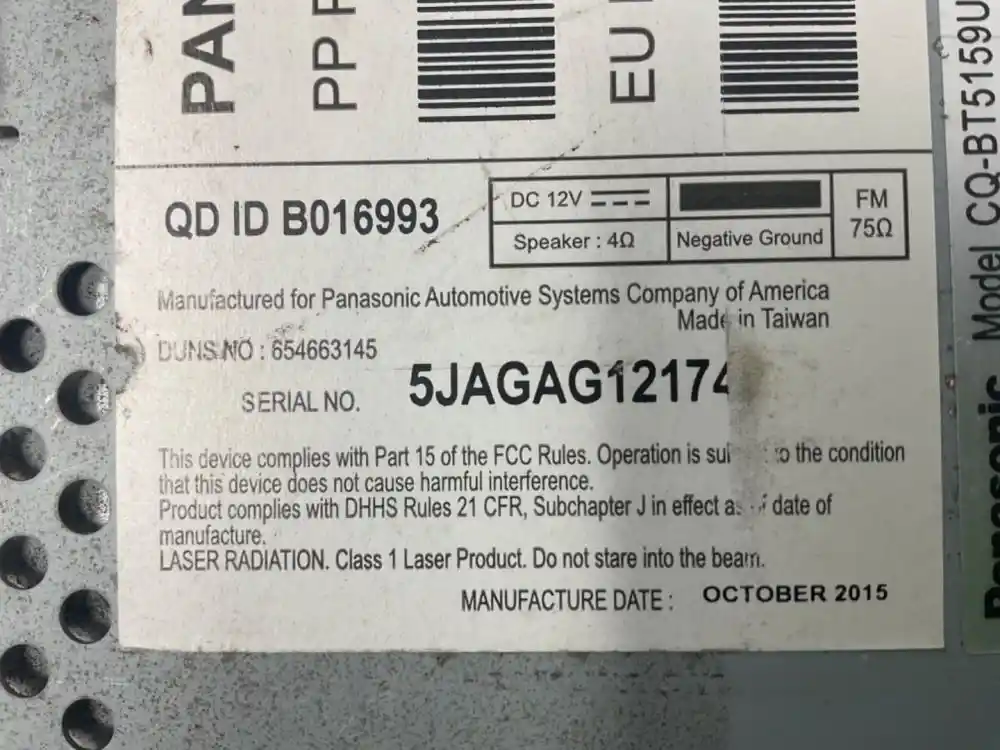 PAN
PP F
EU
QD ID B016993
DC 12V
Speaker : 4Ω
Negative Ground
FM
75Ω
Manufactured for Panasonic Automotive Systems Company of America
Made in Taiwan
DUNS NO : 654663145
SERIAL NO. 5JAGAG12174
This device complies with Part 15 of the FCC Rules. Operation is to the condition
that this device does not cause harmful interference.
Product complies with DHHS Rules 21 CFR, Subchapter J in effect as of date of
manufacture.
LASER RADIATION. Class 1 Laser Product. Do not stare into the beam.
MANUFACTURE DATE : OCTOBER 2015
Model CQ-BT5159U
Panasonic